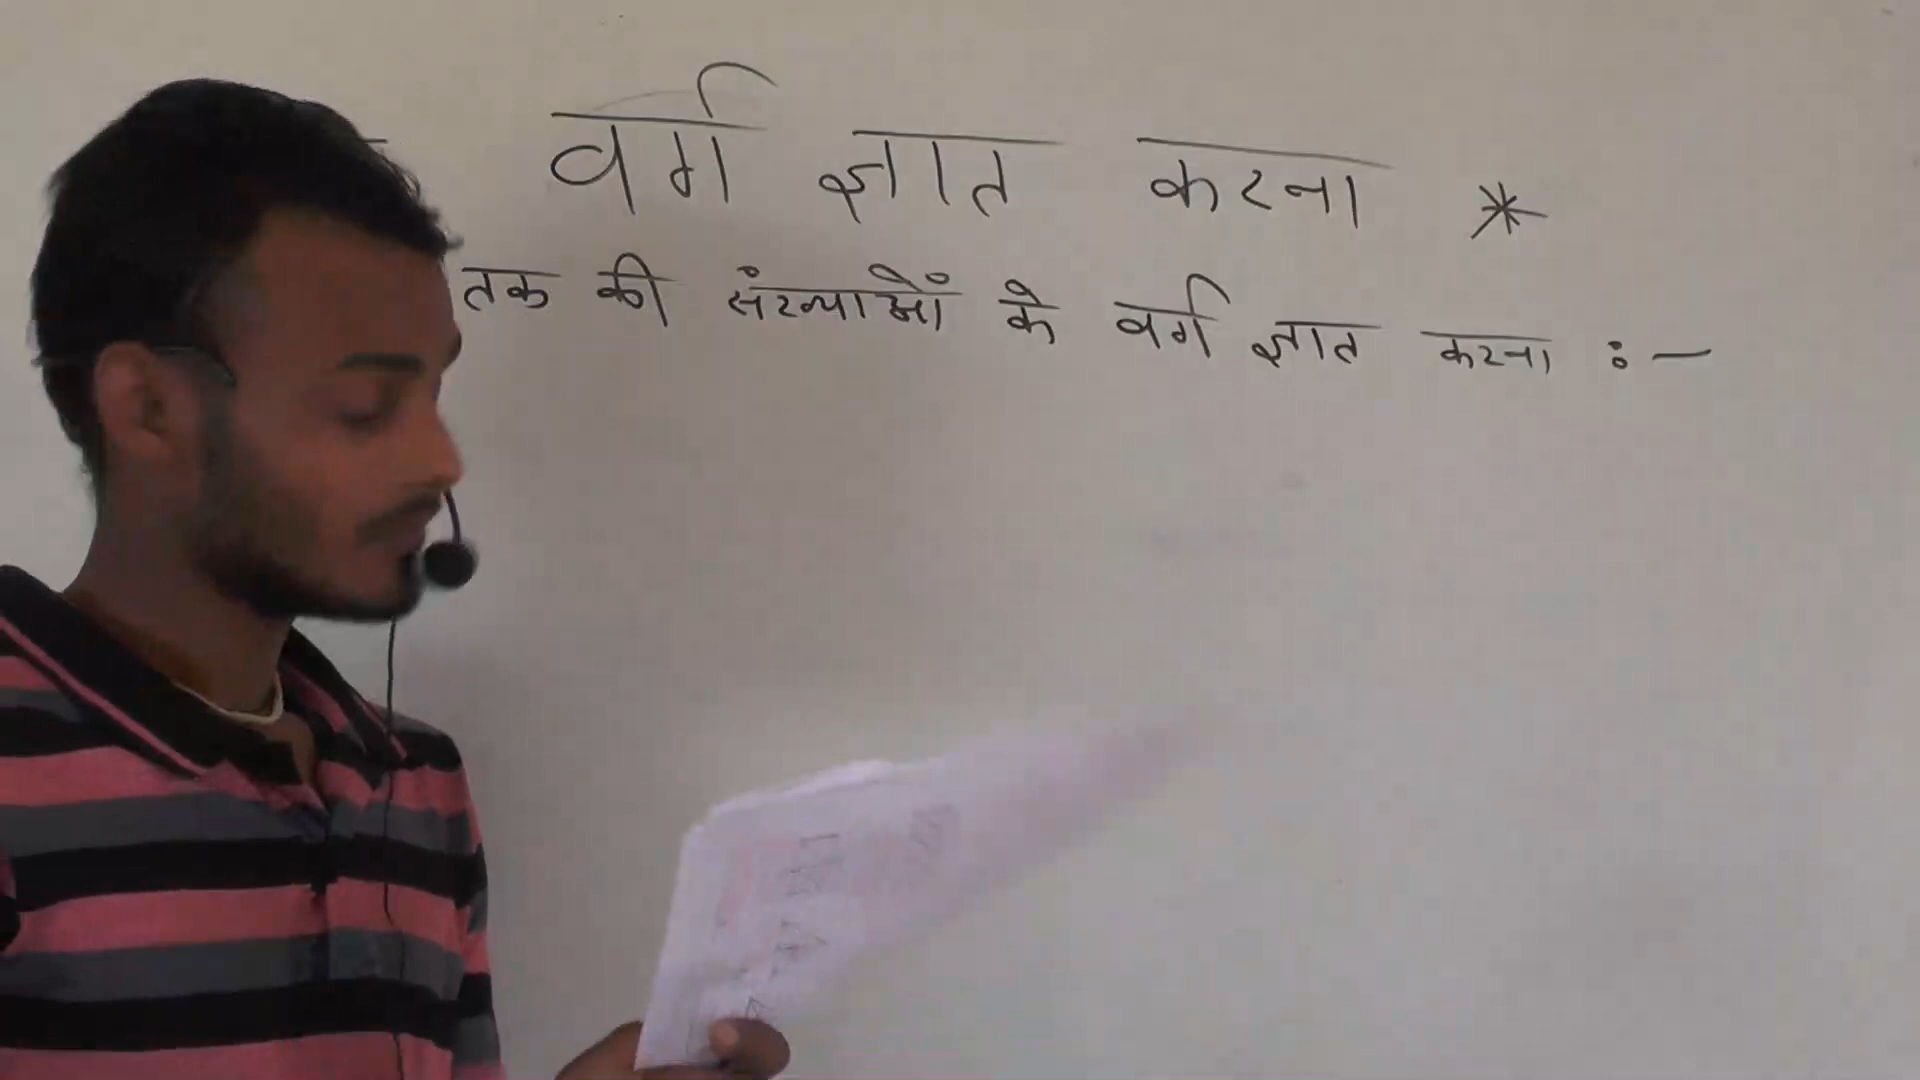 वर्ग ज्ञात करना *
तक की संख्याओं के वर्ग ज्ञात करना :-